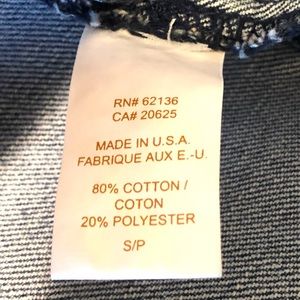 RN# 62136
CA# 20625
MADE IN U.S.A.
FABRIQUE AUX E.-U.
80% COTTON /
COTON
20% POLYESTER
S/P